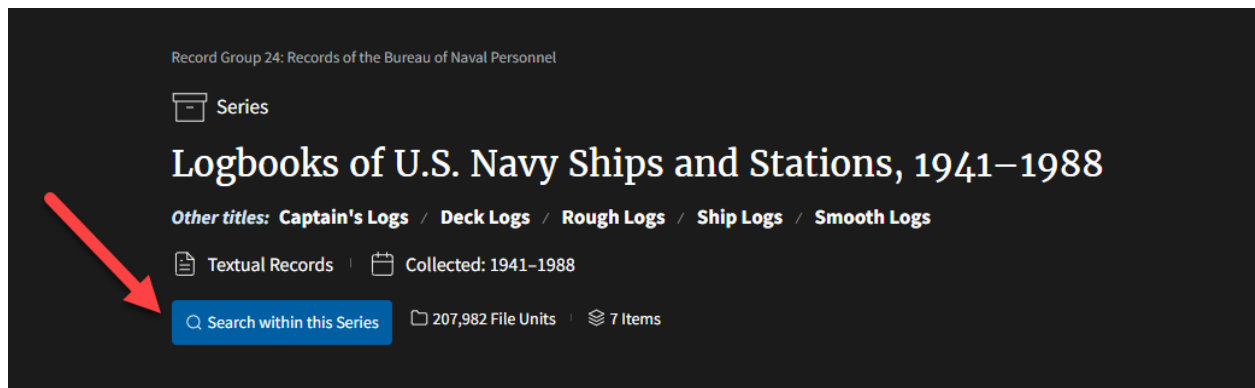 Record Group 24: Records of the Bureau of Naval Personnel
Series
Logbooks of U.S. Navy Ships and Stations, 1941–1988
Other titles: Captain's Logs / Deck Logs / Rough Logs / Ship Logs / Smooth Logs
Textual Records | Collected: 1941–1988
Search within this Series 207,982 File Units | 7 Items